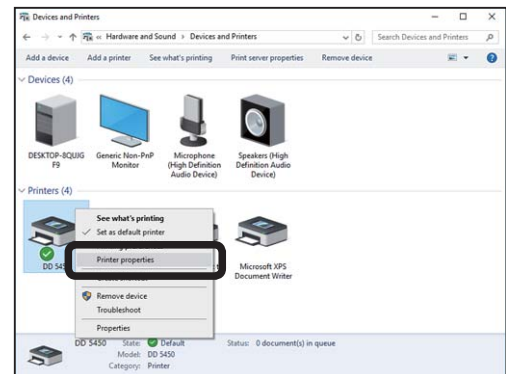 Devices and Printers
« Hardware and Sound › Devices and Printers
Search Devices and Printers
Add a device Add a printer See what's printing Print server properties Remove device
Devices (4)
DESKTOP-8QUJG
F9
Generic Non-PnP
Monitor
Microphone
(High Definition
Audio Device)
Speakers (High
Definition Audio
Device)
Printers (4)
See what's printing
Set as default printer
Printer properties
Remove device
Troubleshoot
Properties
DD 545
Microsoft XPS
Document Writer
DD 5450 State: Default Status: 0 document(s) in queue
Model: DD 5450
Category: Printer